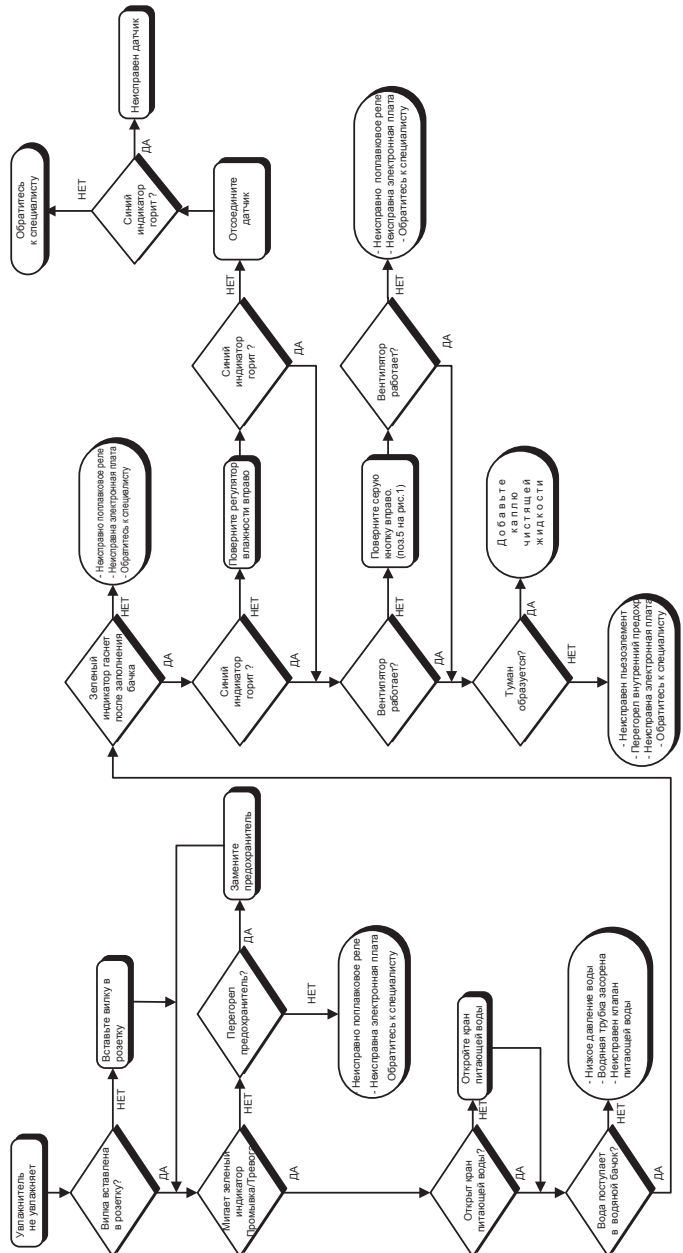 Увлажнитель
не увлажняет
Вилка вставлена
в розетку?
НЕТ
Вставьте вилку в
розетку
ДА
Мигает зеленый
индикатор
Промывка/Тревога
НЕТ
Перегорел
предохранитель?
ДА
Замените
предохранитель
НЕТ
Неисправно поплавковое реле
- Неисправна электронная плата
Обратитесь к специалисту
ДА
Открыт кран
питающей воды?
НЕТ
Откройте кран
питающей воды
ДА
Вода поступает
в водяной бачок?
НЕТ
- Низкое давление воды
- Водяная трубка засорена
- Неисправен клапан
питающей воды
ДА
Зеленый
индикатор гаснет
после заполнения
бачка
НЕТ
- Неисправно поплавковое реле
- Неисправна электронная плата
- Обратитесь к специалисту
ДА
Синий
индикатор
горит ?
НЕТ
Поверните регулятор
влажности вправо
Синий
индикатор
горит ?
НЕТ
Отсоедините
датчик
Синий
индикатор
горит ?
НЕТ
Обратитесь
к специалисту
ДА
Неисправен датчик
ДА
ДА
Вентилятор
работает?
НЕТ
Поверните серую
кнопку вправо.
(поз.5 на рис.1)
Вентилятор
работает?
НЕТ
- Неисправно поплавковое реле
- Неисправна электронная плата
- Обратитесь к специалисту
ДА
ДА
Туман
образуется?
ДА
Добавьте
каплю
чистящей
жидкости
НЕТ
- Неисправен пьезоэлемент
- Перегорел внутренний предохр
- Неисправна электронная плата
- Обратитесь к специалисту